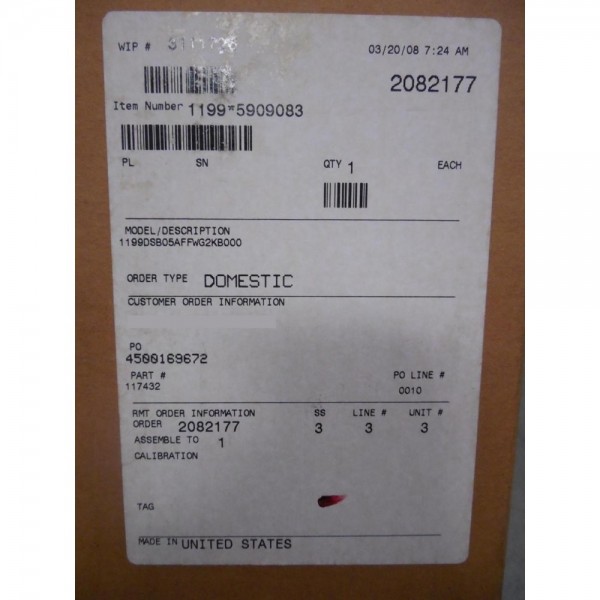 WIP #
03/20/08 7:24 AM
2082177
Item Number 1199*5909083
PL SN QTY 1 EACH
MODEL/DESCRIPTION
1199DSB05AFFWG2KB000
ORDER TYPE DOMESTIC
CUSTOMER ORDER INFORMATION
PO
4500169672
PART # PO LINE #
117432 0010
RMT ORDER INFORMATION SS LINE # UNIT #
ORDER 2082177 3 3 3
ASSEMBLE TO 1
CALIBRATION
TAG
MADE IN UNITED STATES